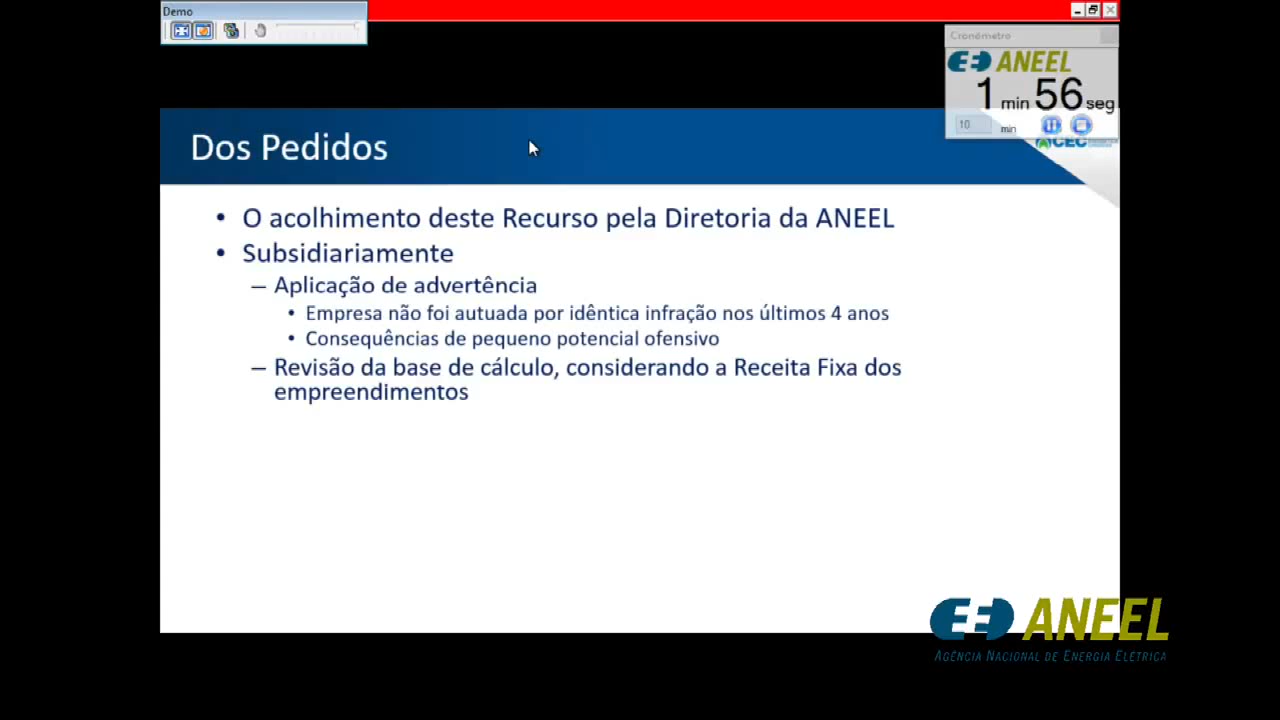 Demo
Cronômetro
ANEEL
1 min 56 seg
10 min
CEC
Dos Pedidos
• O acolhimento deste Recurso pela Diretoria da ANEEL
• Subsidiariamente
– Aplicação de advertência
• Empresa não foi autuada por idêntica infração nos últimos 4 anos
• Consequências de pequeno potencial ofensivo
– Revisão da base de cálculo, considerando a Receita Fixa dos
empreendimentos
ANEEL
AGÊNCIA NACIONAL DE ENERGIA ELÉTRICA